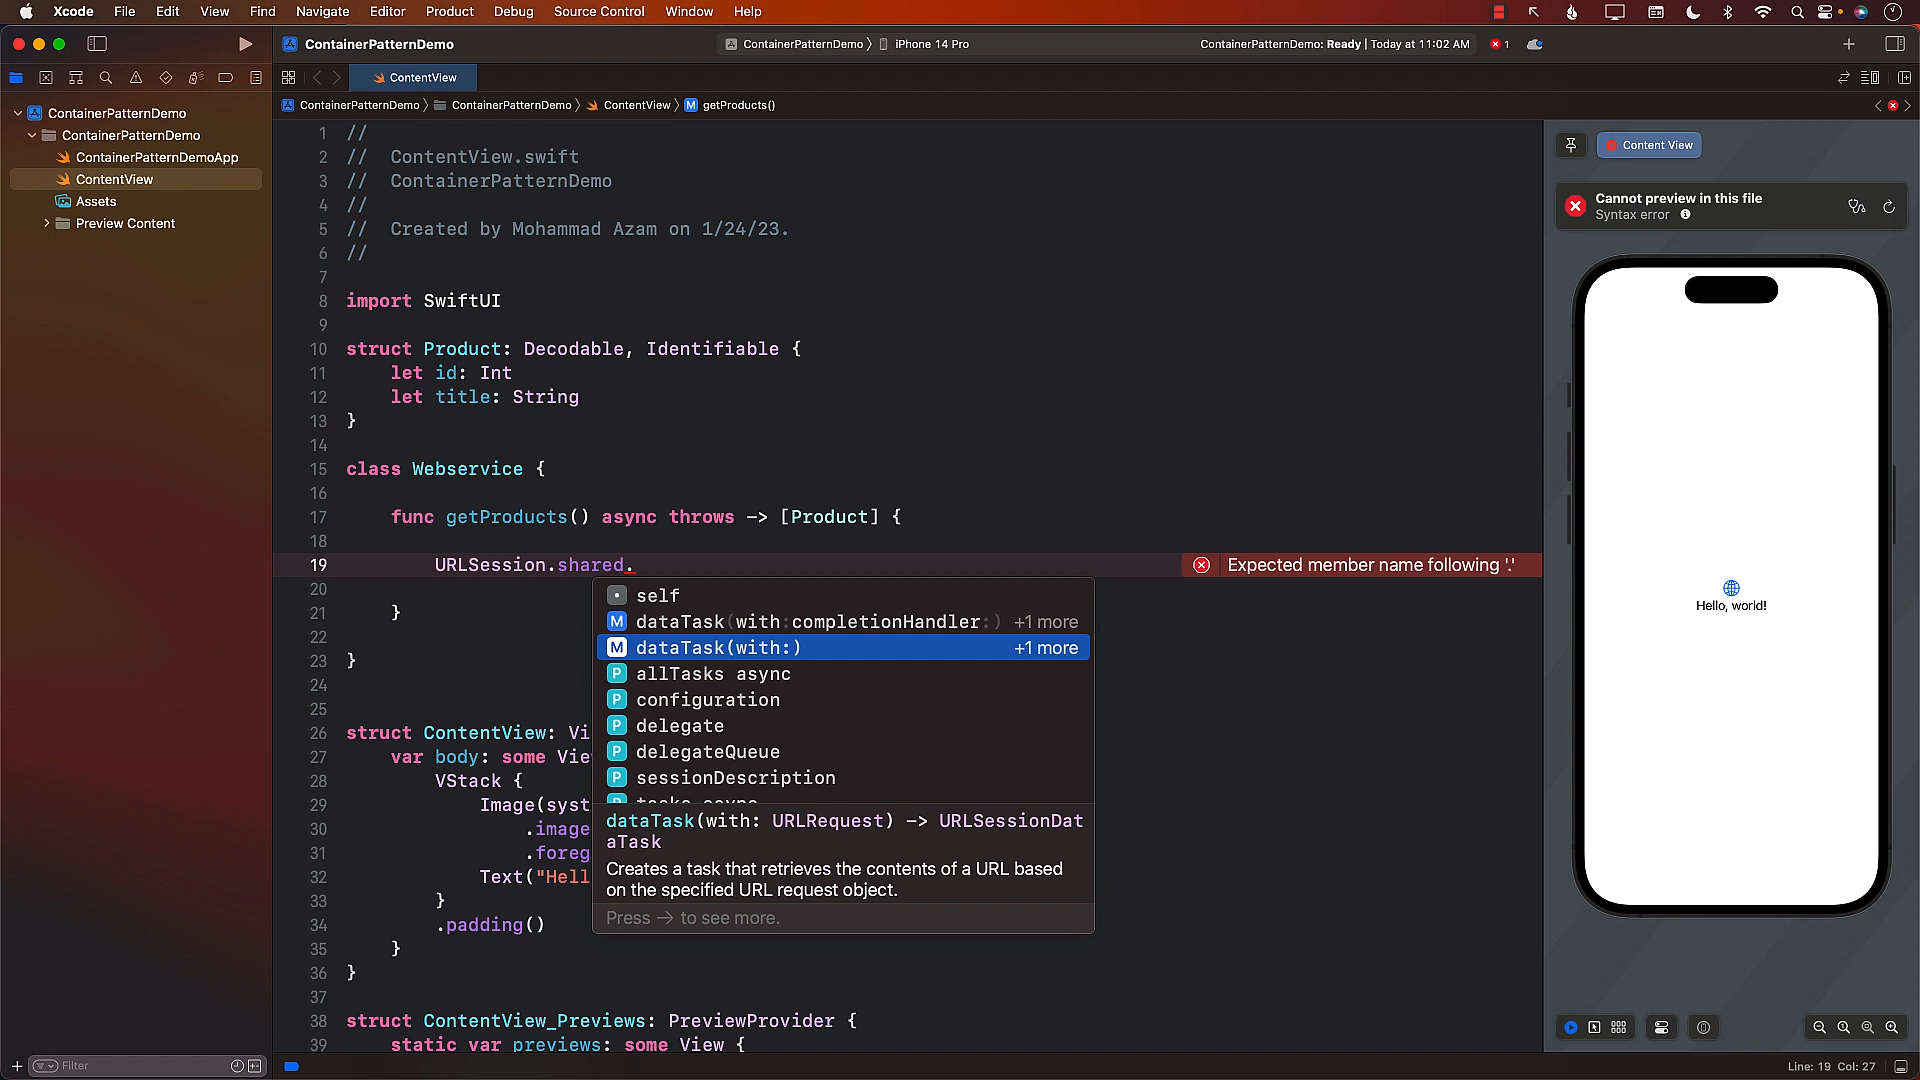 Xcode File Edit View Find Navigate Editor Product Debug Source Control Window Help
ContainerPatternDemo
ContainerPatternDemo 〉 iPhone 14 Pro
ContainerPatternDemo: Ready | Today at 11:02 AM
1
ContentView
ContainerPatternDemo 〉 ContainerPatternDemo 〉 ContentView 〉 M getProducts()
ContainerPatternDemo
ContainerPatternDemo
ContainerPatternDemoApp
ContentView
Assets
Preview Content
1 //
2 //  ContentView.swift
3 //  ContainerPatternDemo
4 //
5 //  Created by Mohammad Azam on 1/24/23.
6 //
7
8 import SwiftUI
9
10 struct Product: Decodable, Identifiable {
11 let id: Int
12 let title: String
13 }
14
15 class Webservice {
16
17 func getProducts() async throws -> [Product] {
18
19 URLSession.shared.
Expected member name following '.'
20
21 }
22
23 }
24
25
26 struct ContentView: Vi
27 var body: some Vie
28 VStack {
29 Image(syst
30 .image
31 .foreg
32 Text("Hell
33 }
34 .padding()
35 }
36 }
37
38 struct ContentView_Previews: PreviewProvider {
39 static var previews: some View {
self
M dataTask(with:completionHandler:) +1 more
M dataTask(with:) +1 more
P allTasks async
P configuration
P delegate
P delegateQueue
P sessionDescription
P tasks async
dataTask(with: URLRequest) -> URLSessionDat
aTask
Creates a task that retrieves the contents of a URL based
on the specified URL request object.
Press → to see more.
Content View
Cannot preview in this file
Syntax error
Hello, world!
Filter
Line: 19 Col: 27